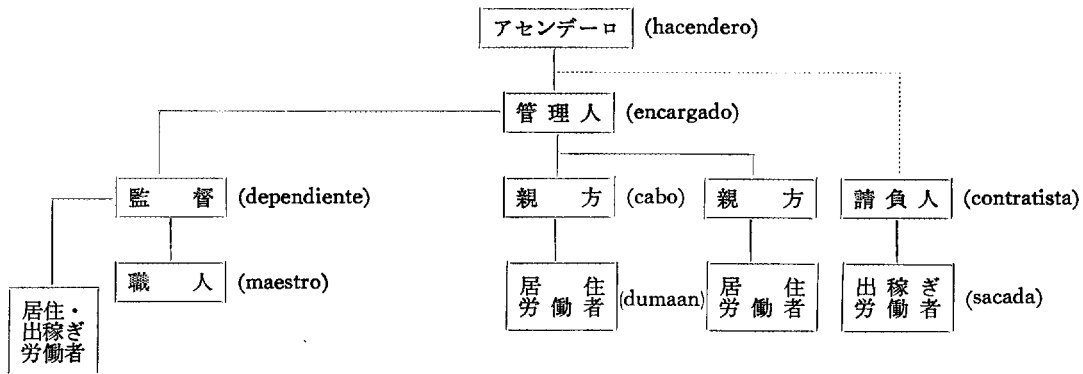 アセンデーロ (hacendero)
管理人 (encargado)
監督 (dependiente)
親方 (cabo)
親方
請負人 (contratista)
職人 (maestro)
居住
労働者 (dumaan)
居住
労働者
出稼ぎ
労働者 (sacada)
居住・
出稼ぎ
労働者